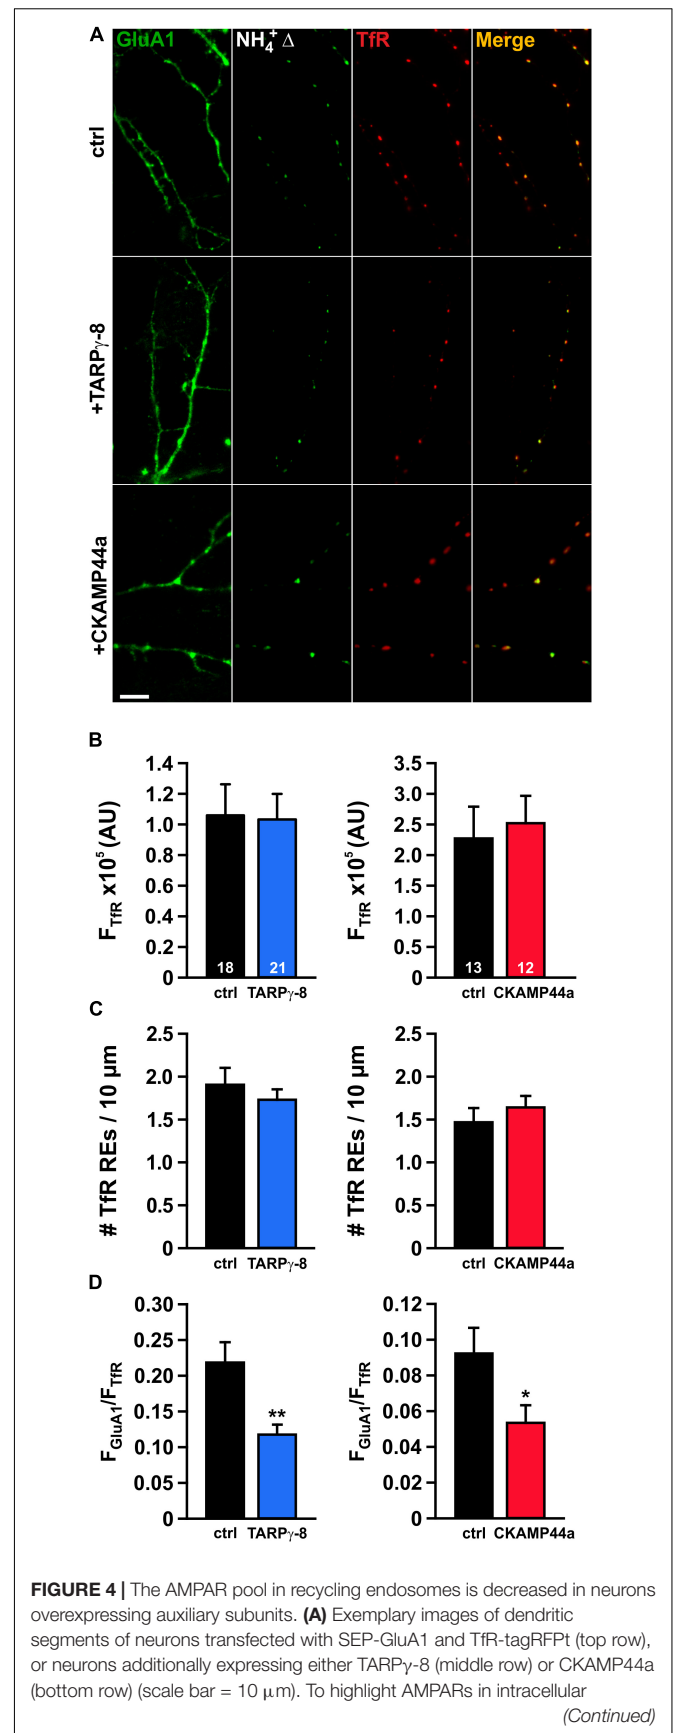 A
GluA1 NH4+ Δ TfR Merge
ctrl
+TARPγ-8
+CKAMP44a
B
FTfR x10⁵ (AU)
1.4
1.2
1.0
0.8
0.6
0.4
0.2
0
18 21
ctrl TARPγ-8
FTfR x10⁵ (AU)
3.5
3.0
2.5
2.0
1.5
1.0
0.5
0
13 12
ctrl CKAMP44a
C
# TfR REs / 10 µm
2.5
2.0
1.5
1.0
0.5
0
ctrl TARPγ-8
# TfR REs / 10 µm
2.5
2.0
1.5
1.0
0.5
0
ctrl CKAMP44a
D
FGluA1/FTfR
0.30
0.25
0.20
0.15
0.10
0.05
0
**
ctrl TARPγ-8
FGluA1/FTfR
0.12
0.10
0.08
0.06
0.04
0.02
0
*
ctrl CKAMP44a
FIGURE 4 | The AMPAR pool in recycling endosomes is decreased in neurons
overexpressing auxiliary subunits. (A) Exemplary images of dendritic
segments of neurons transfected with SEP-GluA1 and TfR-tagRFPt (top row),
or neurons additionally expressing either TARPγ-8 (middle row) or CKAMP44a
(bottom row) (scale bar = 10 µm). To highlight AMPARs in intracellular
(Continued)